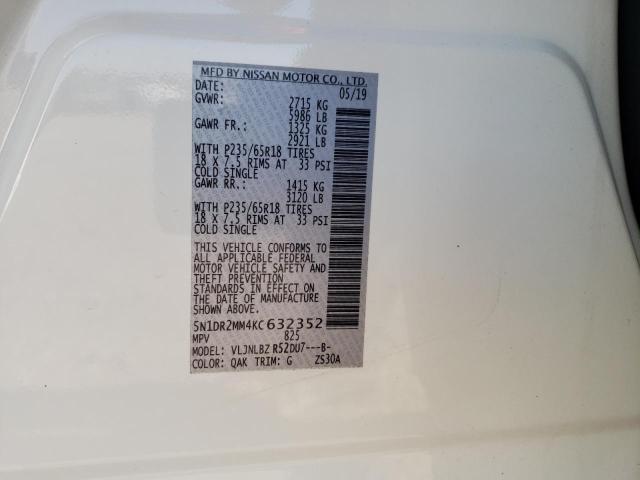 MFD BY NISSAN MOTOR CO., LTD.
DATE: 05/19
GVWR: 2715 KG
5986 LB
GAWR FR.: 1325 KG
2921 LB
WITH P235/65R18 TIRES
18 X 7.5 RIMS AT 33 PSI
COLD SINGLE
GAWR RR.: 1415 KG
3120 LB
WITH P235/65R18 TIRES
18 X 7.5 RIMS AT 33 PSI
COLD SINGLE
THIS VEHICLE CONFORMS TO
ALL APPLICABLE FEDERAL
MOTOR VEHICLE SAFETY AND
THEFT PREVENTION
STANDARDS IN EFFECT ON
THE DATE OF MANUFACTURE
SHOWN ABOVE.
5N1DR2MM4KC632352
MPV 825
MODEL: VLJNLBZ R52DU7---B-
COLOR: QAK TRIM: G ZS30A